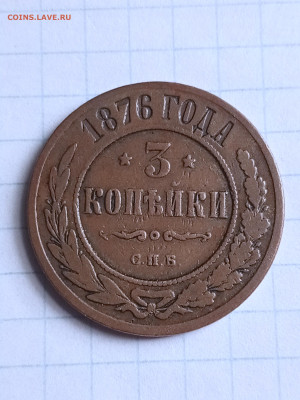 COINS.LAVE.RU
1876 ГОДА
3
КОПѢЙКИ
С.П.Б.